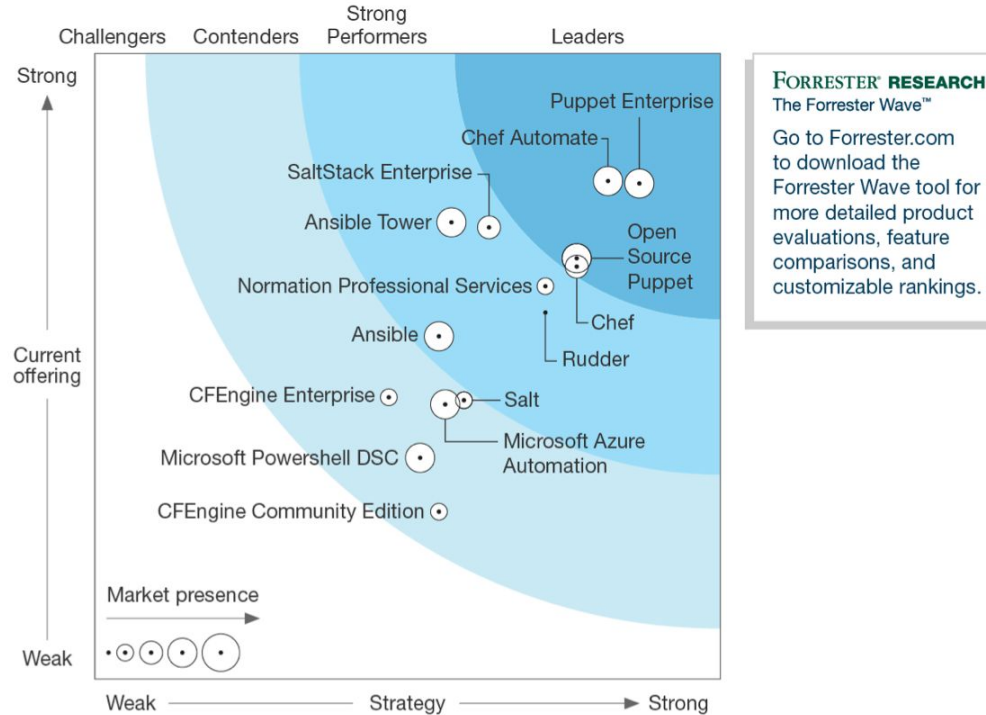 Challengers
Contenders
Strong
Performers
Leaders
Strong
Current
offering
Weak
Puppet Enterprise
Chef Automate
SaltStack Enterprise
Ansible Tower
Open
Source
Puppet
Normation Professional Services
Chef
Ansible
Rudder
CFEngine Enterprise
Salt
Microsoft Azure
Automation
Microsoft Powershell DSC
CFEngine Community Edition
Market presence
Weak
Strategy
Strong
FORRESTER® RESEARCH
The Forrester Wave™
Go to Forrester.com
to download the
Forrester Wave tool for
more detailed product
evaluations, feature
comparisons, and
customizable rankings.